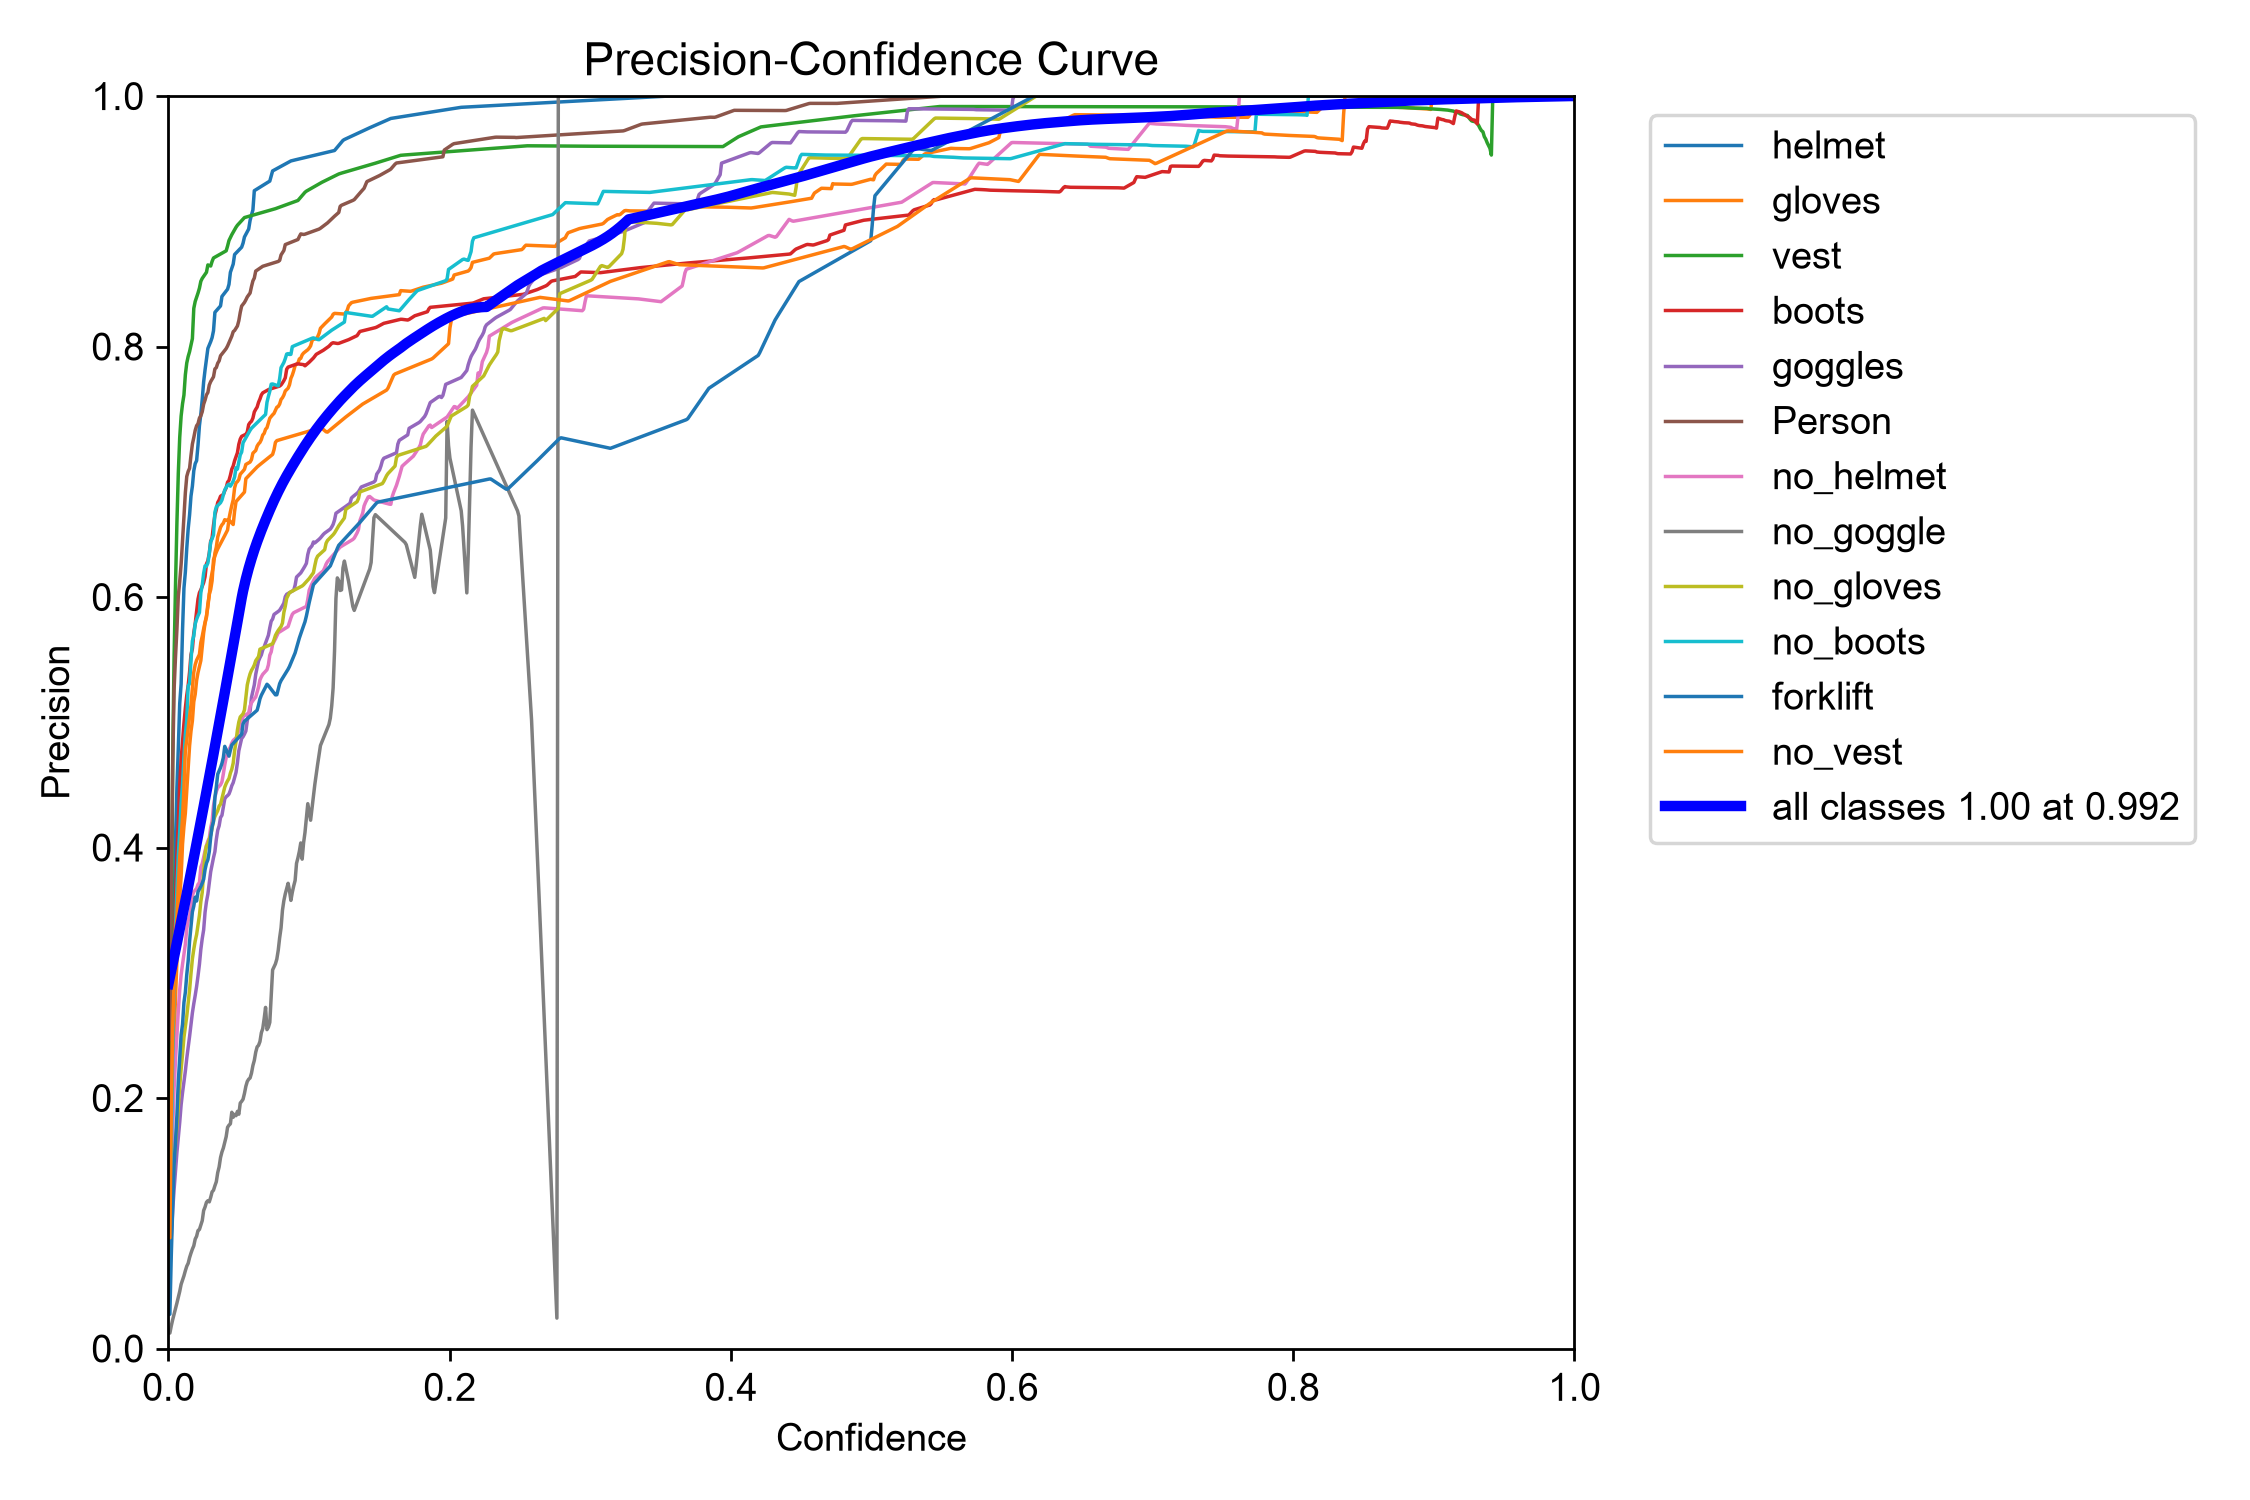 Precision-Confidence Curve
1.0
0.8
0.6
0.4
0.2
0.0
Precision
0.0 0.2 0.4 0.6 0.8 1.0
Confidence
helmet
gloves
vest
boots
goggles
Person
no_helmet
no_goggle
no_gloves
no_boots
forklift
no_vest
all classes 1.00 at 0.992